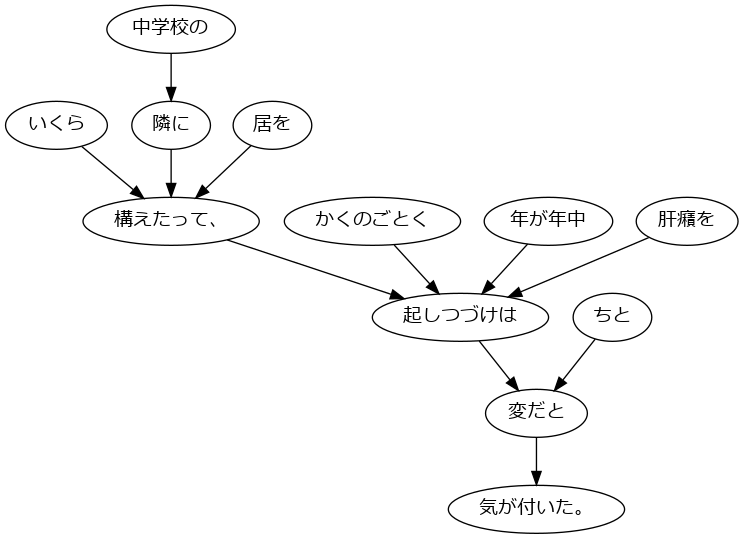 中学校の
いくら
隣に
居を
構えたって、
かくのごとく
年が年中
肝癪を
起しつづけは
ちと
変だと
気が付いた。